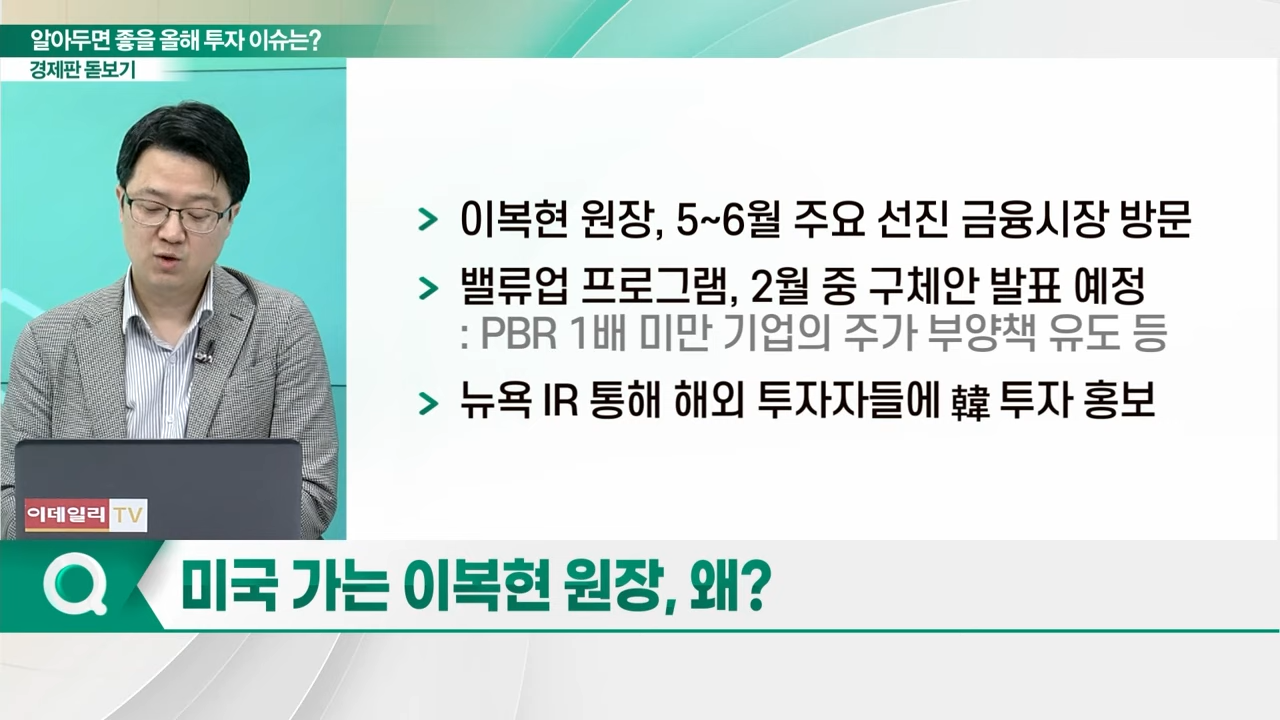 알아두면 좋을 올해 투자 이슈는?
경제판 돋보기
> 이복현 원장, 5~6월 주요 선진 금융시장 방문
> 밸류업 프로그램, 2월 중 구체안 발표 예정
: PBR 1배 미만 기업의 주가 부양책 유도 등
> 뉴욕 IR 통해 해외 투자자들에 韓 투자 홍보
이데일리 TV
미국 가는 이복현 원장, 왜?